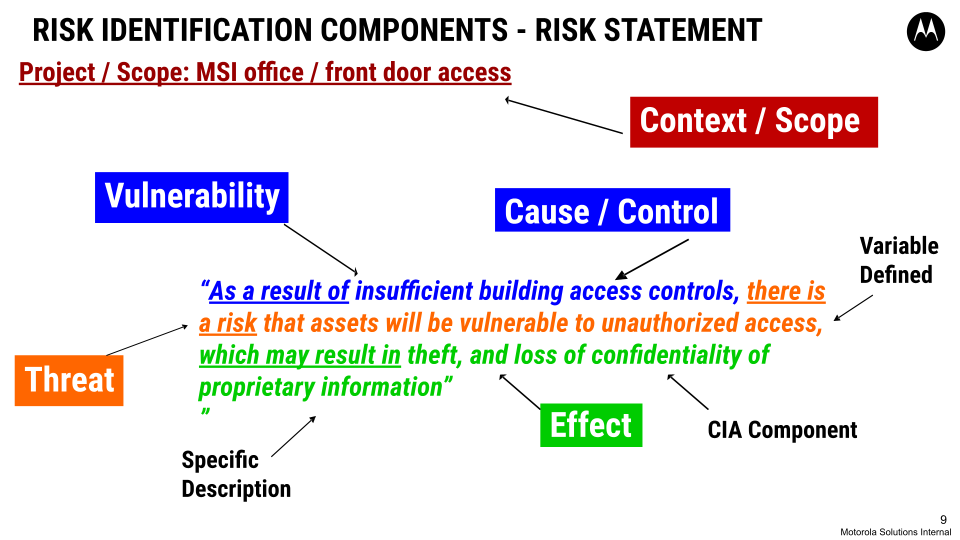 RISK IDENTIFICATION COMPONENTS - RISK STATEMENT
Project / Scope: MSI office / front door access
Context / Scope
Vulnerability
Cause / Control
Variable
Defined
“As a result of insufficient building access controls, there is
a risk that assets will be vulnerable to unauthorized access,
which may result in theft, and loss of confidentiality of
proprietary information”
”
Threat
Effect
CIA Component
Specific
Description
9
Motorola Solutions Internal